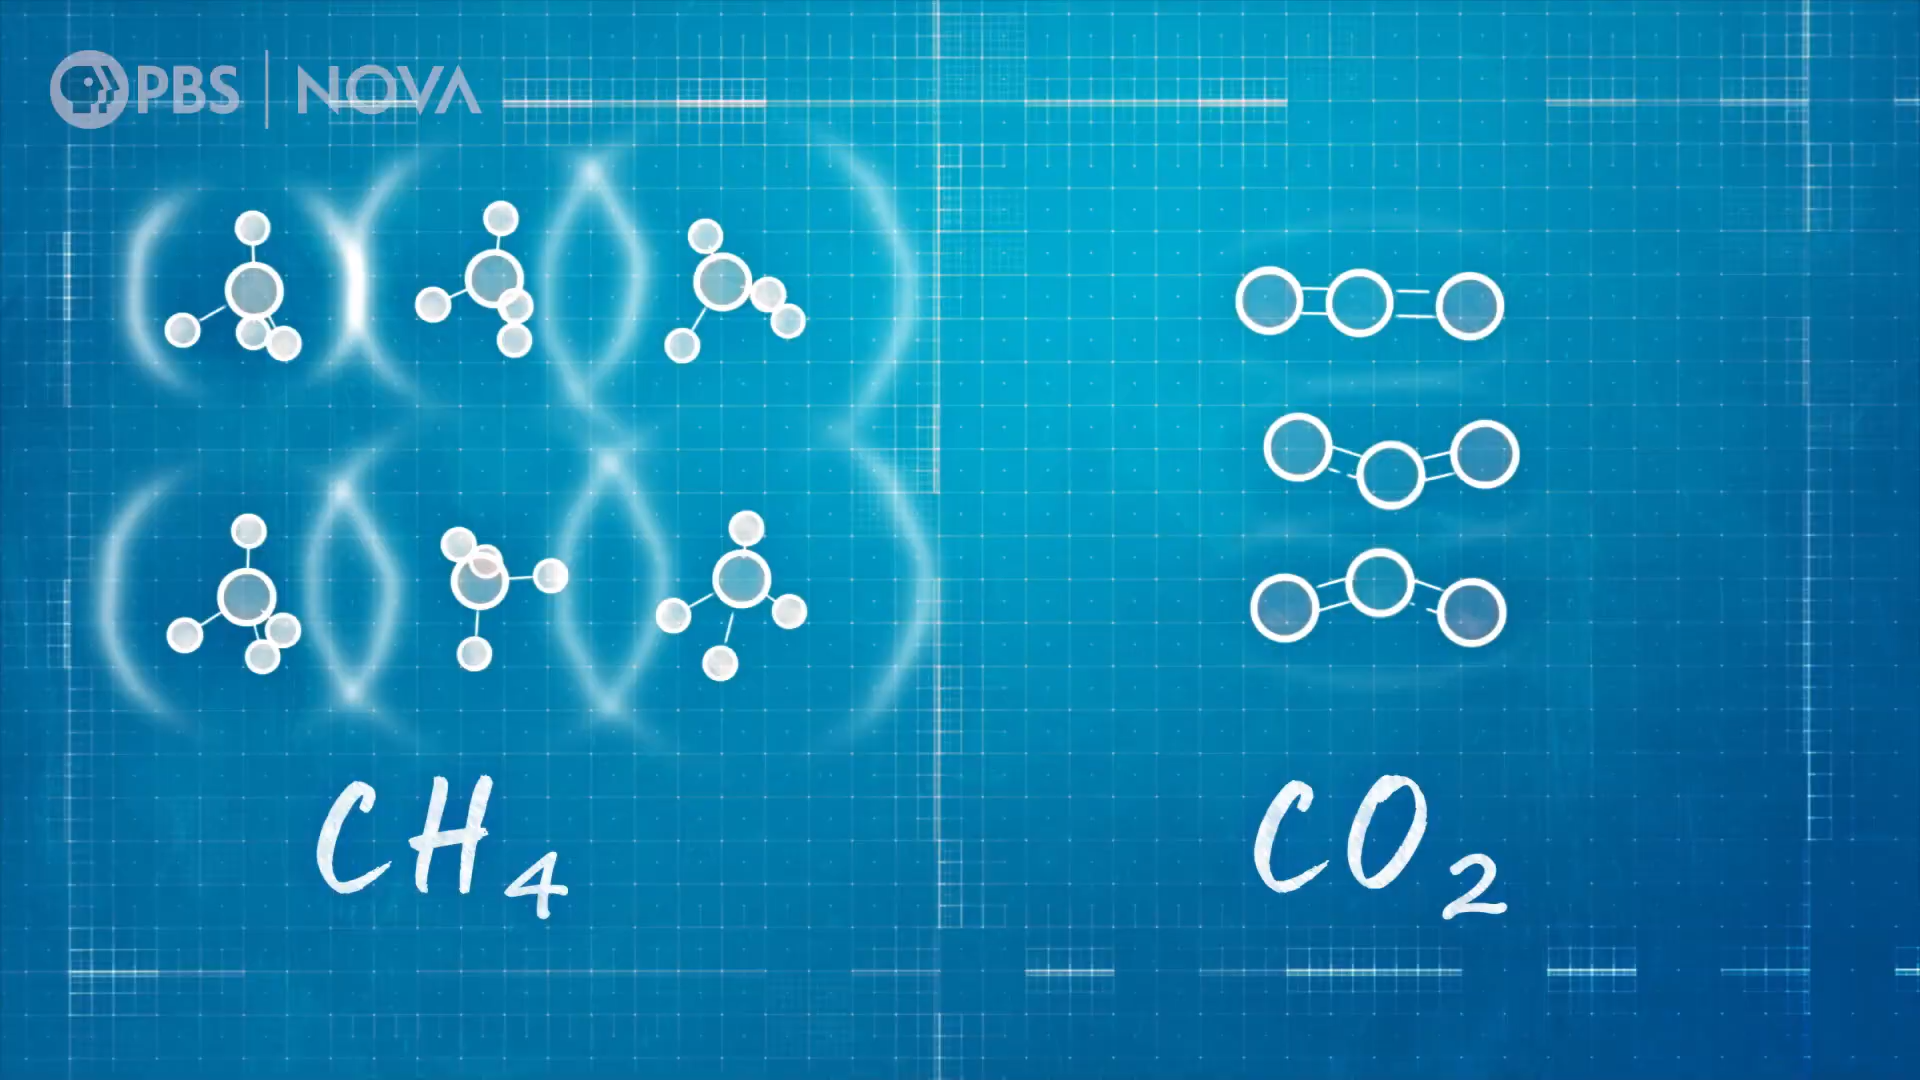 PBS | NOVA
CH₄
CO₂